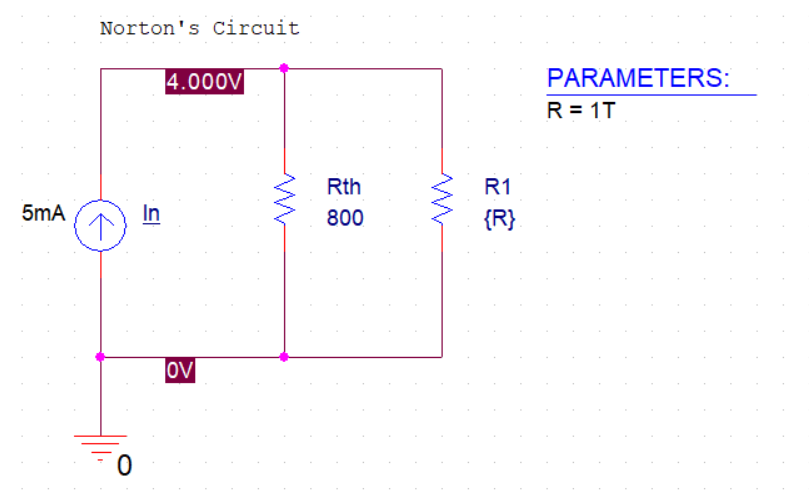 Norton's Circuit
4.000V
PARAMETERS:
R = 1T
Rth
800
R1
{R}
5mA
In
0V
0